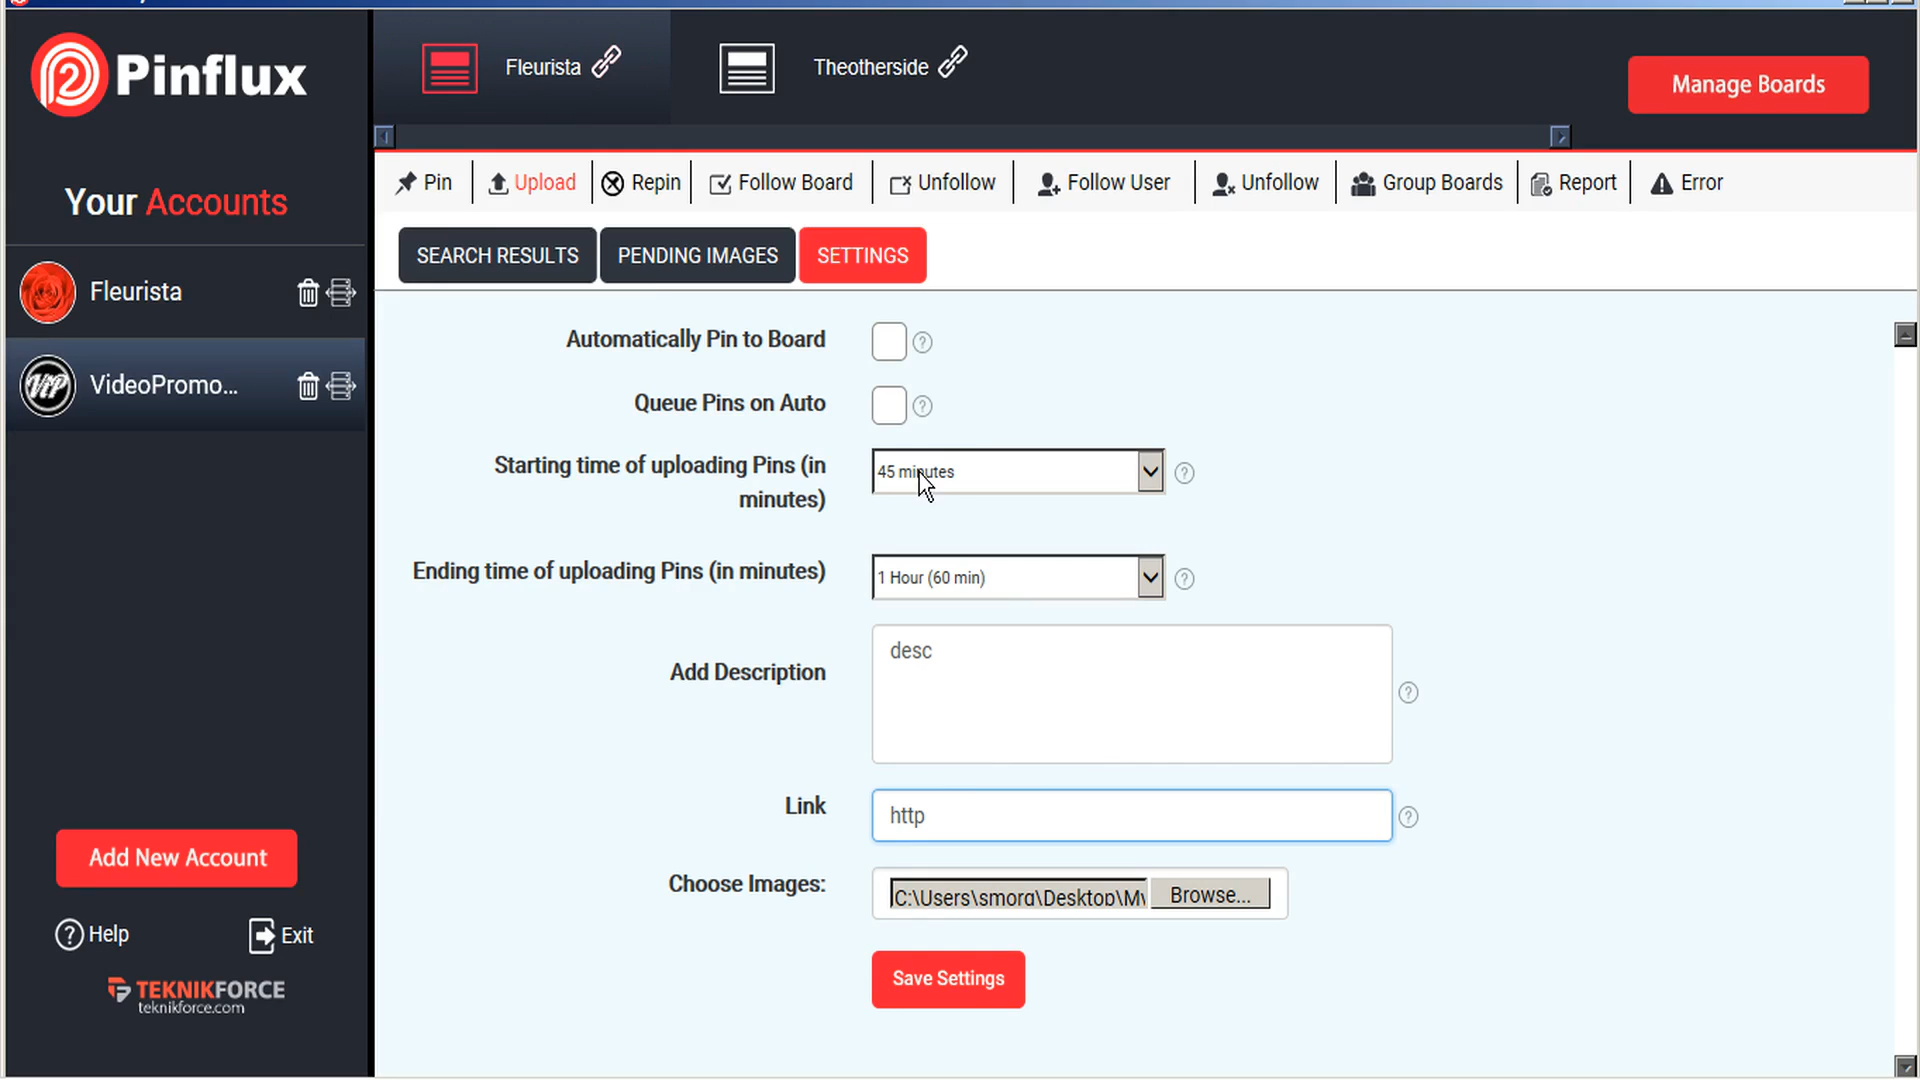 Pinflux
Fleurista
Theotherside
Manage Boards
Your Accounts
Fleurista
VideoPromo...
Add New Account
Help
Exit
TEKNIKFORCE
teknikforce.com
Pin
Upload
Repin
Follow Board
Unfollow
Follow User
Unfollow
Group Boards
Report
Error
SEARCH RESULTS
PENDING IMAGES
SETTINGS
Automatically Pin to Board
?
Queue Pins on Auto
?
Starting time of uploading Pins (in
minutes)
45 minutes
?
Ending time of uploading Pins (in minutes)
1 Hour (60 min)
?
Add Description
desc
?
Link
http
?
Choose Images:
C:\Users\smorg\Desktop\My
Browse...
Save Settings